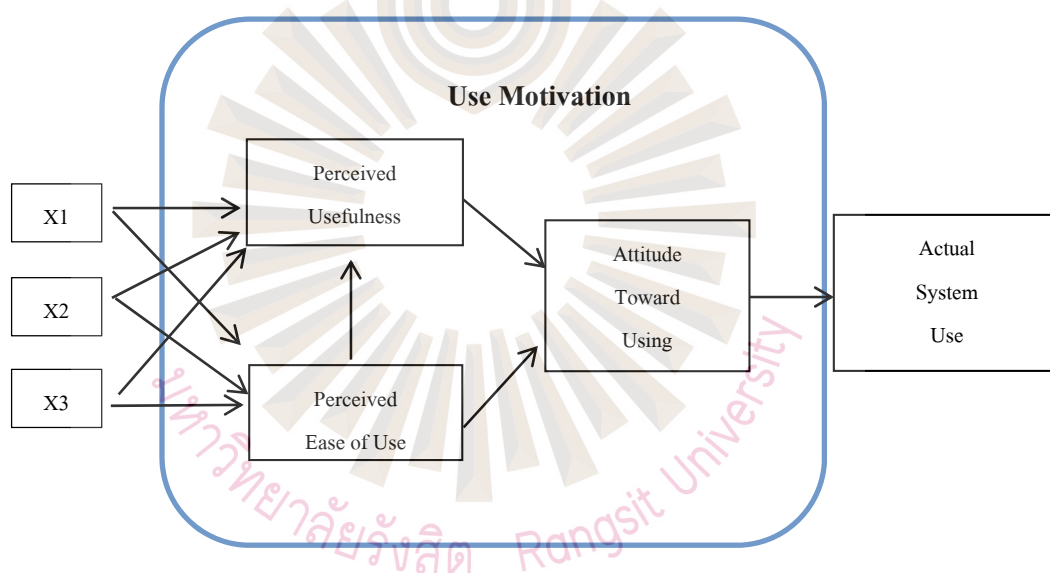 Use Motivation
Perceived
Usefulness
X1
Attitude
Toward
Using
Actual
System
Use
X2
X3
Perceived
Ease of Use
มหาวิทยาลัยรังสิต Rangsit University